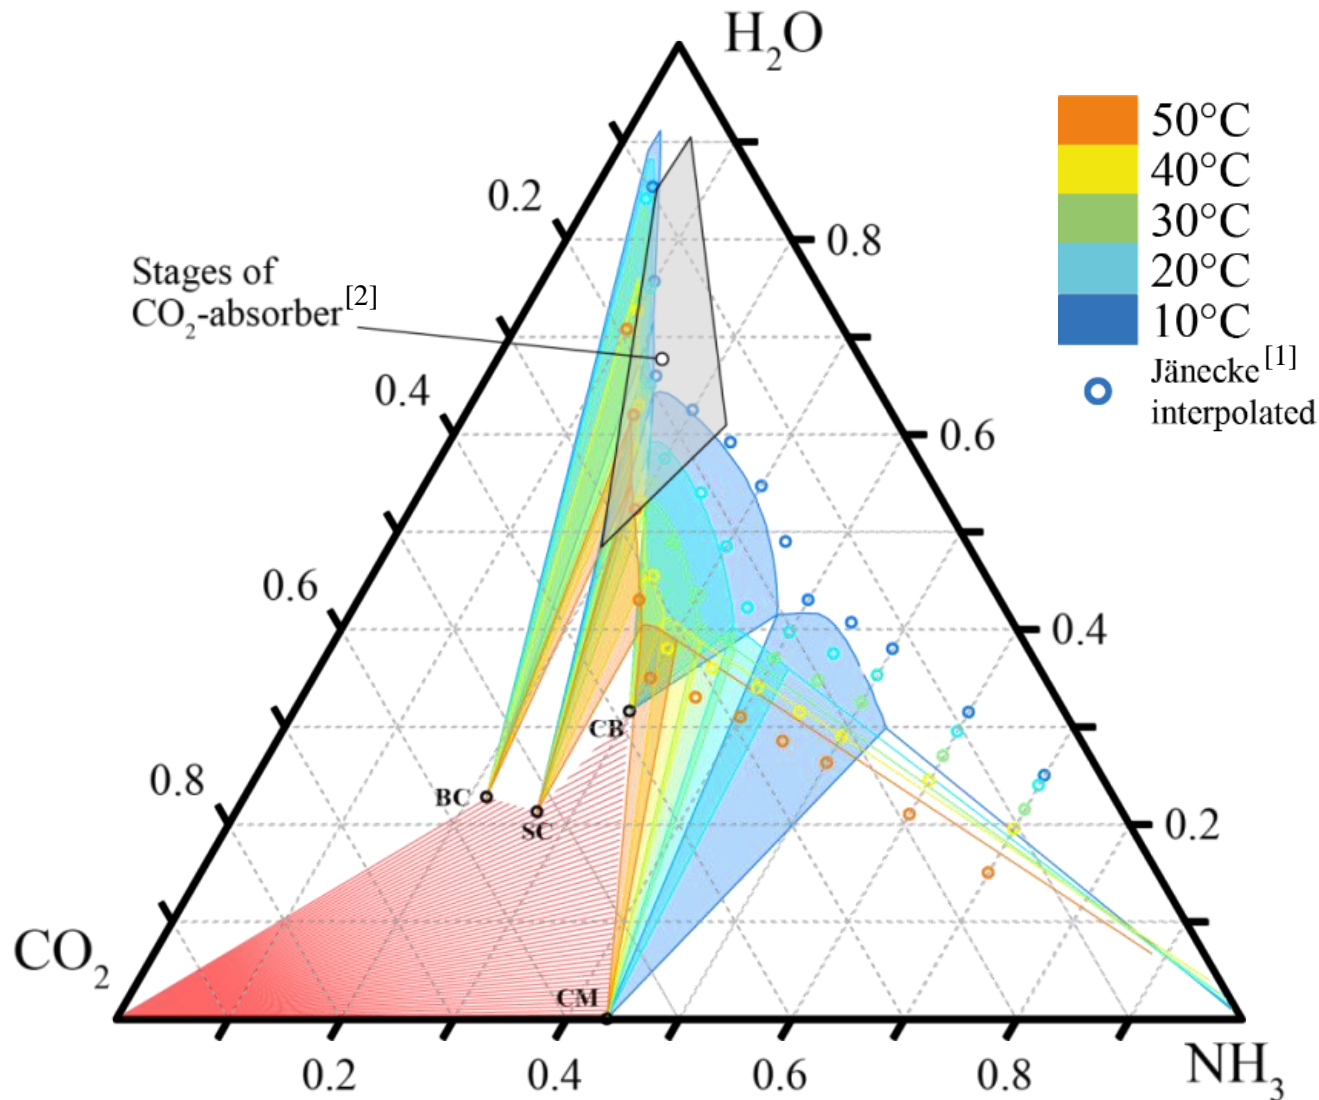 H₂O
50°C
40°C
30°C
20°C
10°C
Jänecke[1]
interpolated
0.2
0.8
Stages of
CO₂-absorber[2]
0.4
0.6
0.6
0.4
CB
0.8
BC
SC
0.2
CO₂
CM
NH₃
0.2
0.4
0.6
0.8